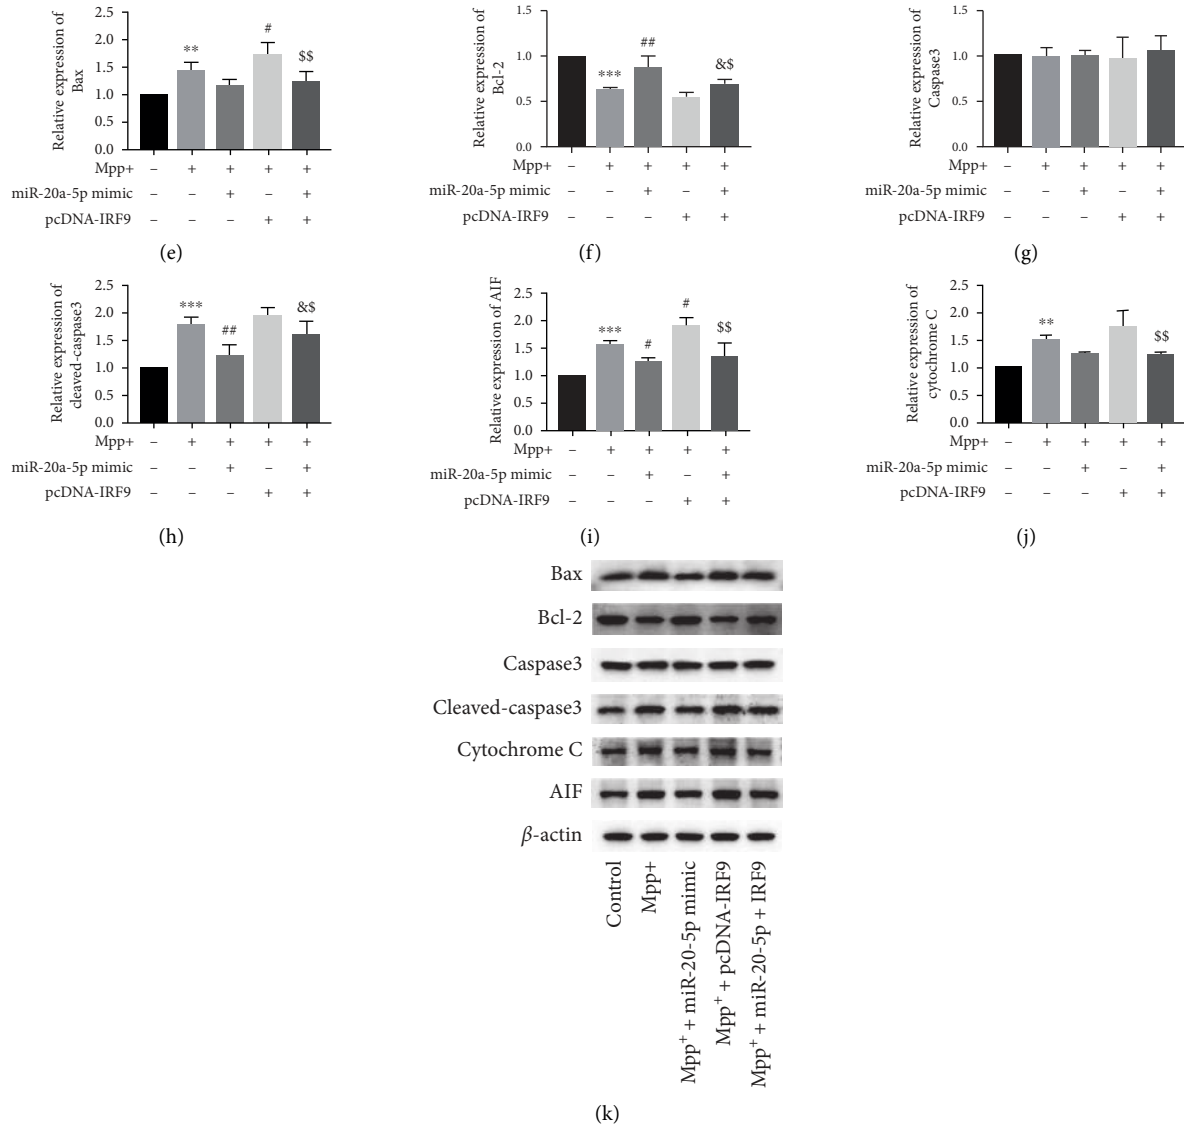 Relative expression of
Bax
2.5
2.0
1.5
1.0
0.5
0.0
**
#
$$
Mpp+ – + + + +
miR-20a-5p mimic – – + – +
pcDNA-IRF9 – – – + +
(e)
Relative expression of
Bcl-2
1.5
1.0
0.5
0.0
***
##
&$
Mpp+ – + + + +
– – + – +
pcDNA-IRF9 – – – + +
miR-20a-5p mimic
(f)
Relative expression of
Caspase3
1.5
1.0
0.5
0.0
Mpp+ – + + + +
miR-20a-5p mimic – – + – +
pcDNA-IRF9 – – – + +
(g)
Relative expression of
cleaved-caspase3
2.5
2.0
1.5
1.0
0.5
0.0
***
##
&$
Mpp+ – + + + +
miR-20a-5p mimic – – + – +
pcDNA-IRF9 – – – + +
(h)
Relative expression of AIF
2.5
2.0
1.5
1.0
0.5
0.0
***
#
#
$$
Mpp+ – + + + +
miR-20a-5p mimic – – + – +
pcDNA-IRF9 – – – + +
(i)
Relative expression of
cytochrome C
2.5
2.0
1.5
1.0
0.5
0.0
**
$$
Mpp+ – + + + +
miR-20a-5p mimic – – + – +
pcDNA-IRF9 – – – + +
(j)
Bax
Bcl-2
Caspase3
Cleaved-caspase3
Cytochrome C
AIF
β-actin
Control
Mpp+
Mpp⁺ + miR-20-5p mimic
Mpp⁺ + pcDNA-IRF9
Mpp⁺ + miR-20-5p + IRF9
(k)